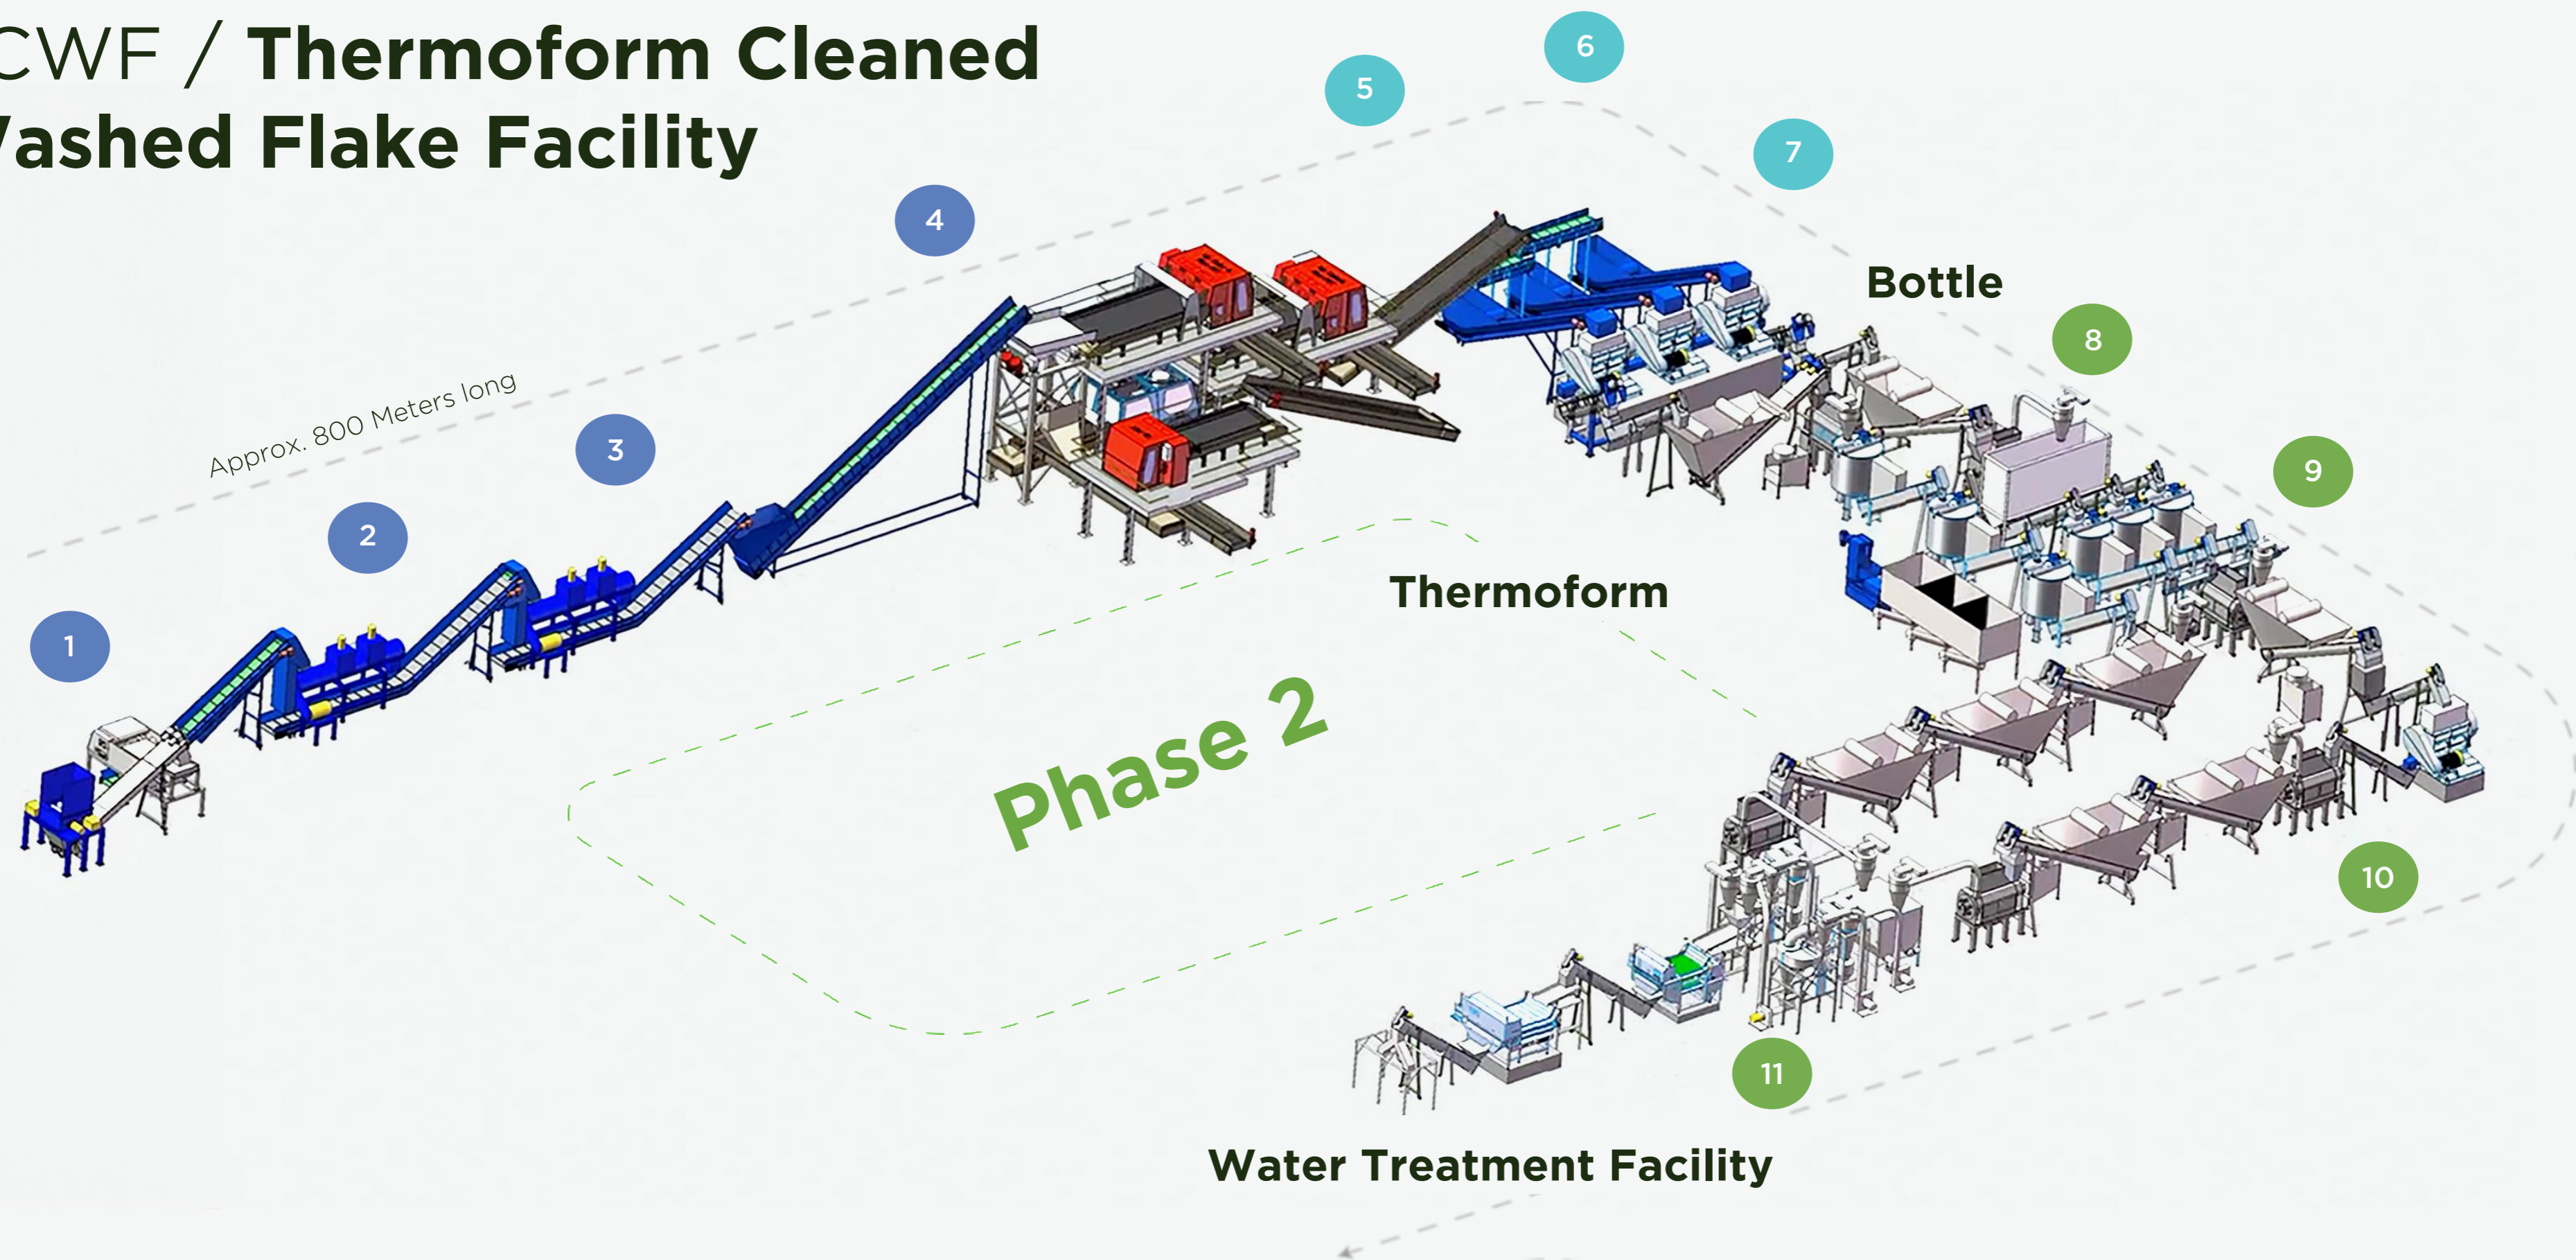 CWF / Thermoform Cleaned
Washed Flake Facility
6
5
7
4
Bottle
8
Approx. 800 Meters long
3
9
2
Thermoform
1
Phase 2
10
11
Water Treatment Facility